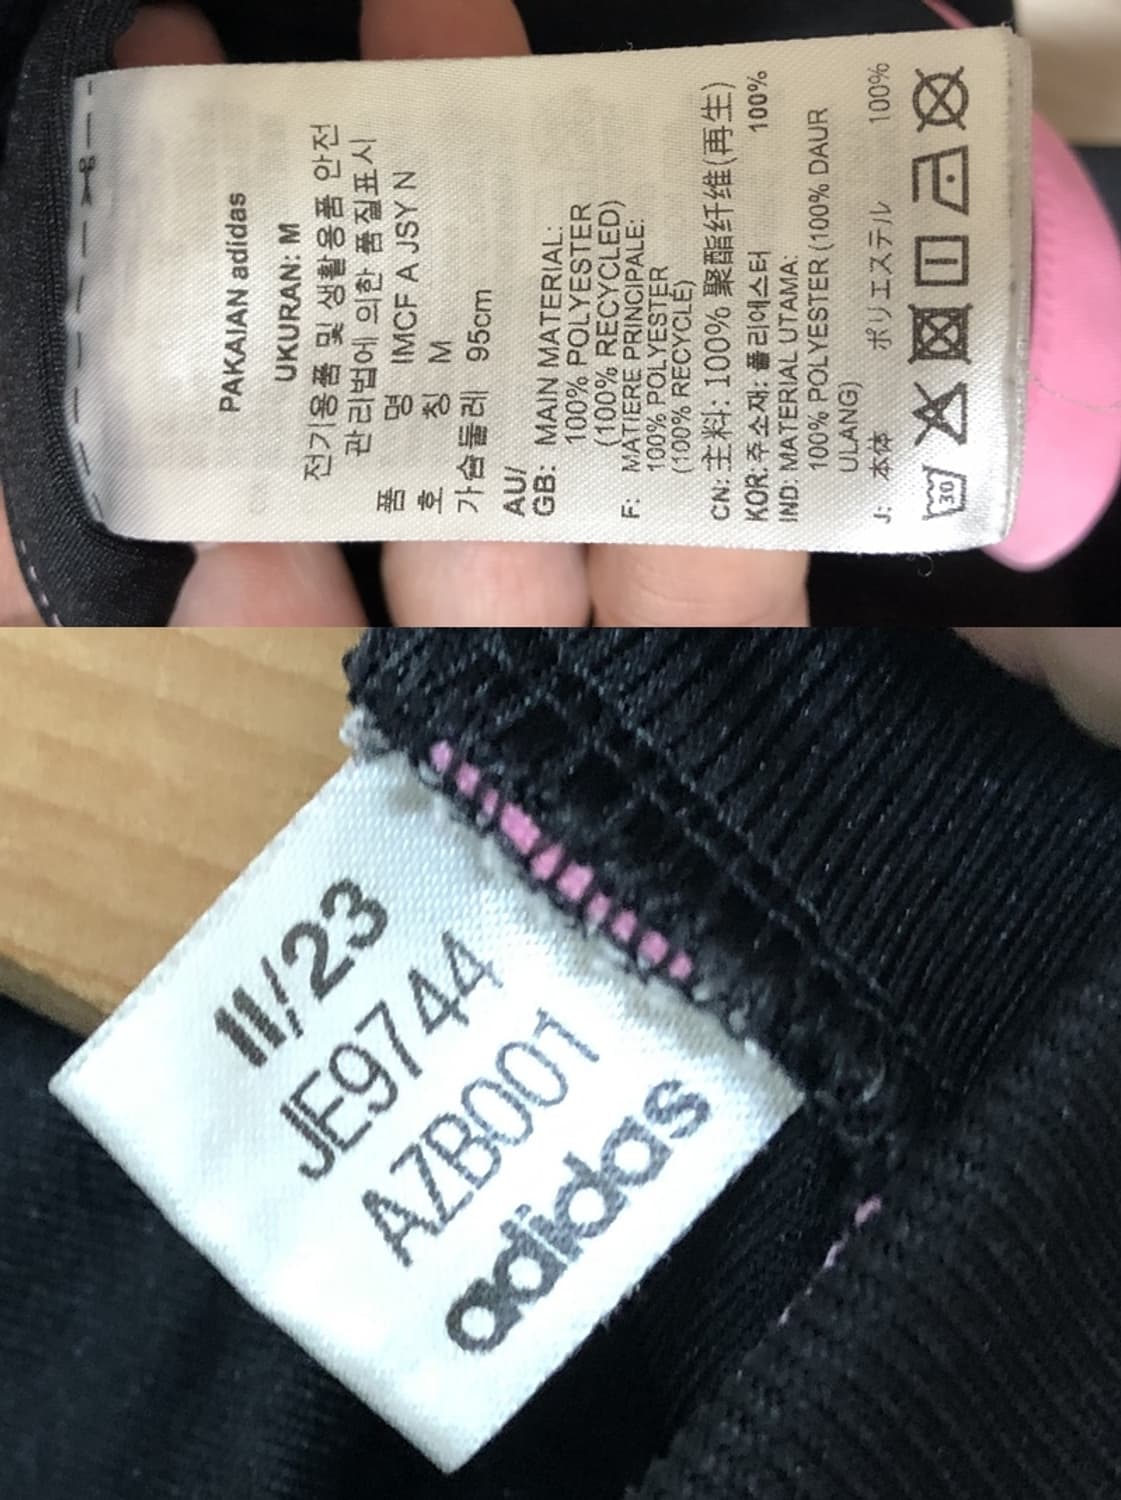 PAKAIAN adidas
UKURAN: M
전기용품 및 생활용품 안전
관리법에 의한 품질표시
품 명 IMCF A JSY N
호 칭 M
가슴둘레 95cm
AU/
GB: MAIN MATERIAL:
100% POLYESTER
(100% RECYCLED)
F: MATIERE PRINCIPALE:
100% POLYESTER
(100% RECYCLE)
CN: 主料: 100% 聚酯纤维(再生)
KOR: 주소재: 폴리에스터 100%
IND: MATERIAL UTAMA:
100% POLYESTER (100% DAUR
ULANG)
J: 本体 ポリエステル 100%
30
11/23
JE9744
AZB001
adidas